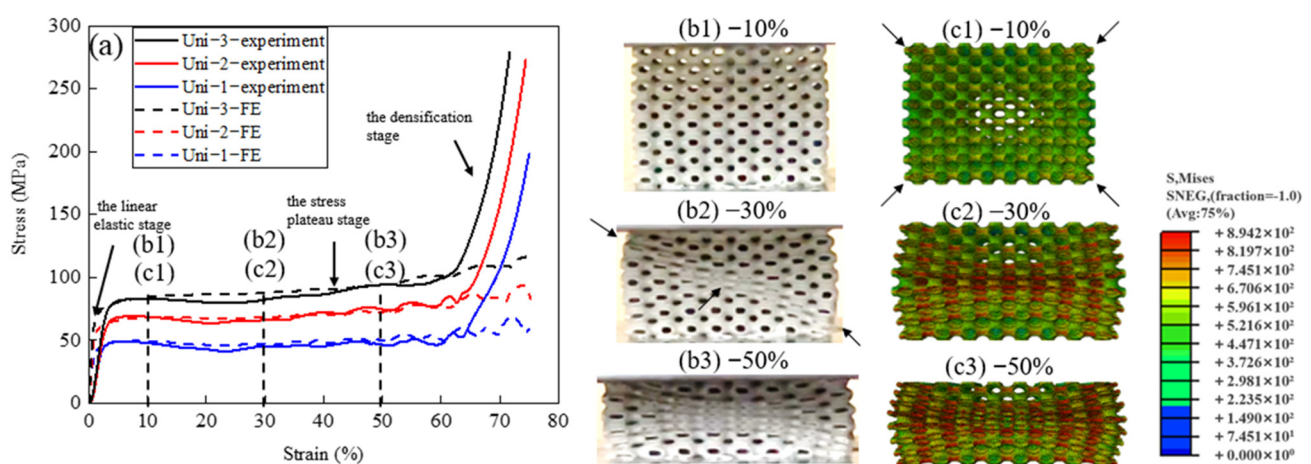 (a)
Uni−3−experiment
Uni−2−experiment
Uni−1−experiment
Uni−3−FE
Uni−2−FE
Uni−1−FE
the densification
stage
the linear
elastic stage
the stress
plateau stage
(b1)
(c1)
(b2)
(c2)
(b3)
(c3)
300
250
200
150
100
50
0
Stress (MPa)
0
10
20
30
40
50
60
70
80
Strain (%)
(b1) −10%
(b2) −30%
(b3) −50%
(c1) −10%
(c2) −30%
(c3) −50%
S,Mises
SNEG,(fraction=-1.0)
(Avg:75%)
+8.942×10²
+8.197×10²
+7.451×10²
+6.706×10²
+5.961×10²
+5.216×10²
+4.471×10²
+3.726×10²
+2.981×10²
+2.235×10²
+1.490×10²
+7.451×10¹
+0.000×10⁰